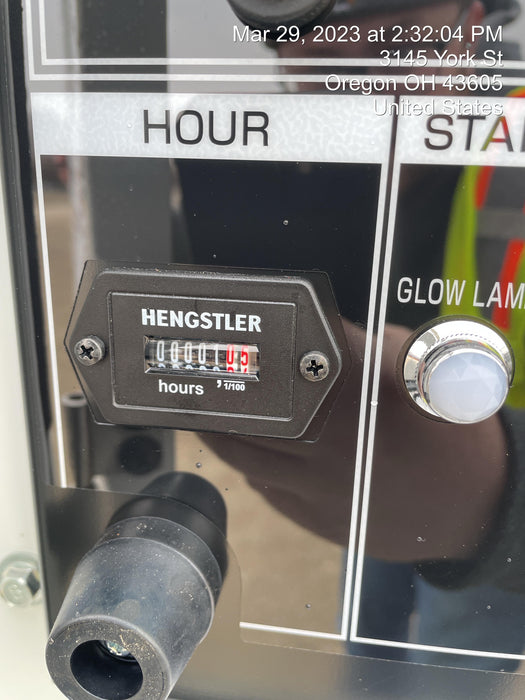 Mar 29, 2023 at 2:32:04 PM
3145 York St
Oregon OH 43605
United States
HOUR
STA
GLOW LAM
HENGSTLER
hours , 1/100